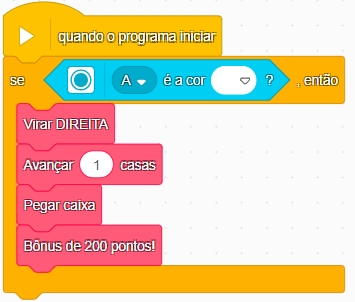 quando o programa iniciar
se A é a cor ? , então
Virar DIREITA
Avançar 1 casas
Pegar caixa
Bônus de 200 pontos!